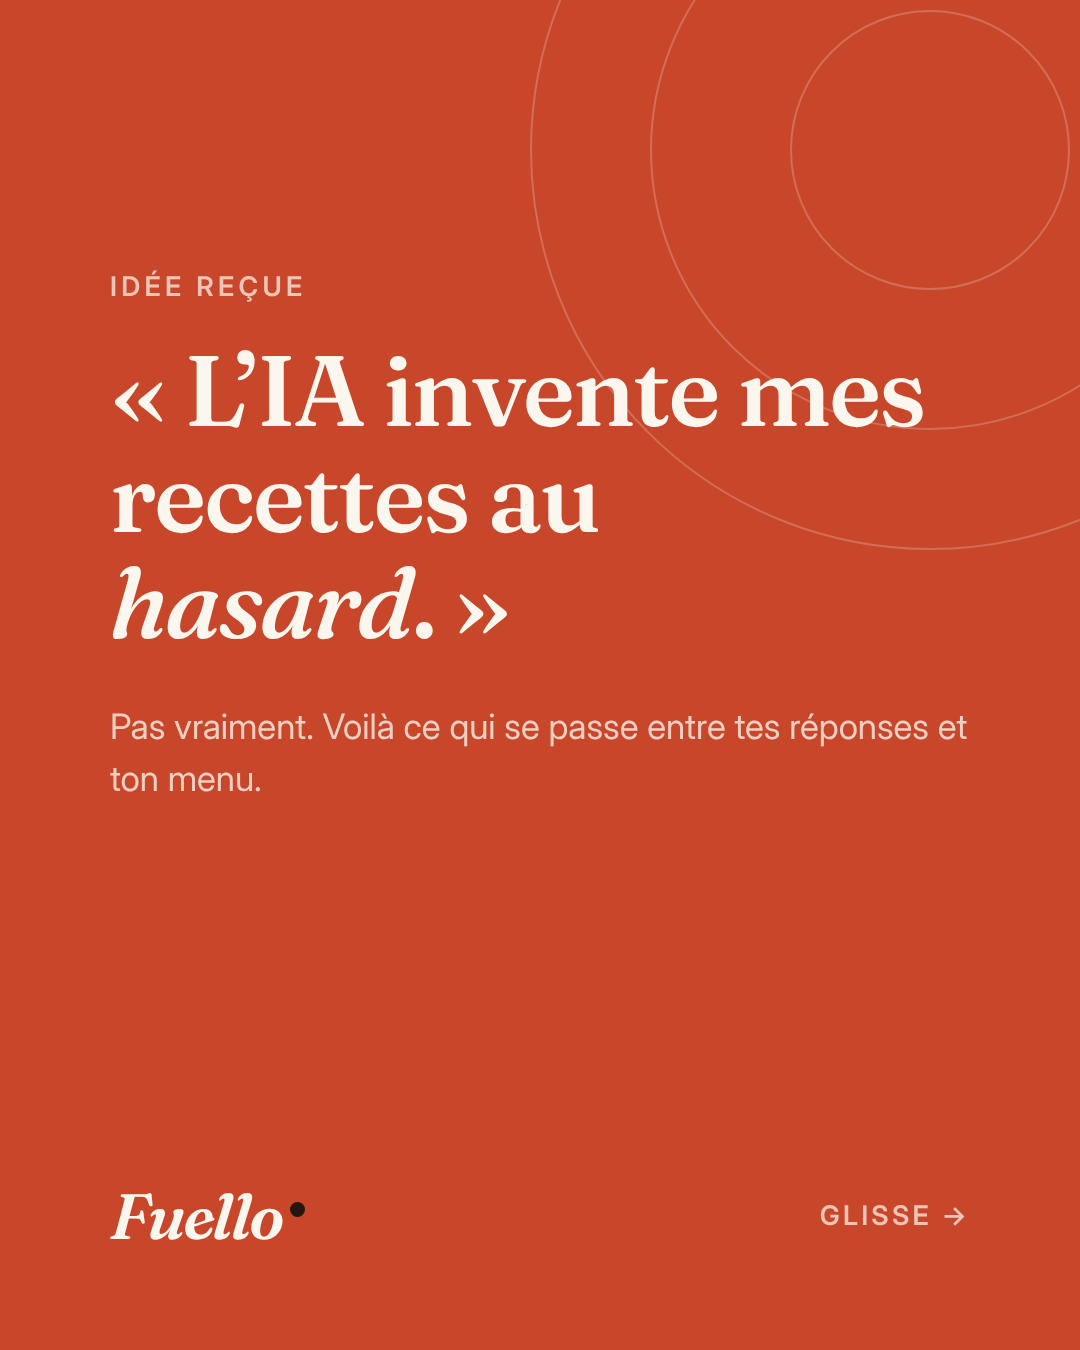 IDÉE REÇUE
« L’IA invente mes
recettes au
hasard. »
Pas vraiment. Voilà ce qui se passe entre tes réponses et
ton menu.
Fuello
GLISSE →